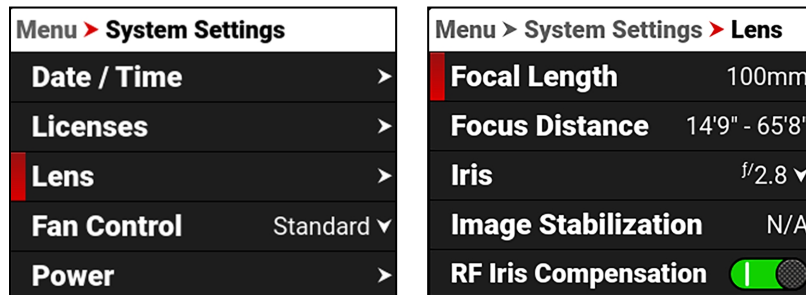 Menu > System Settings
Date / Time
Licenses
Lens
Fan Control Standard
Power
Menu > System Settings > Lens
Focal Length 100mm
Focus Distance 14'9" - 65'8"
Iris f/2.8
Image Stabilization N/A
RF Iris Compensation